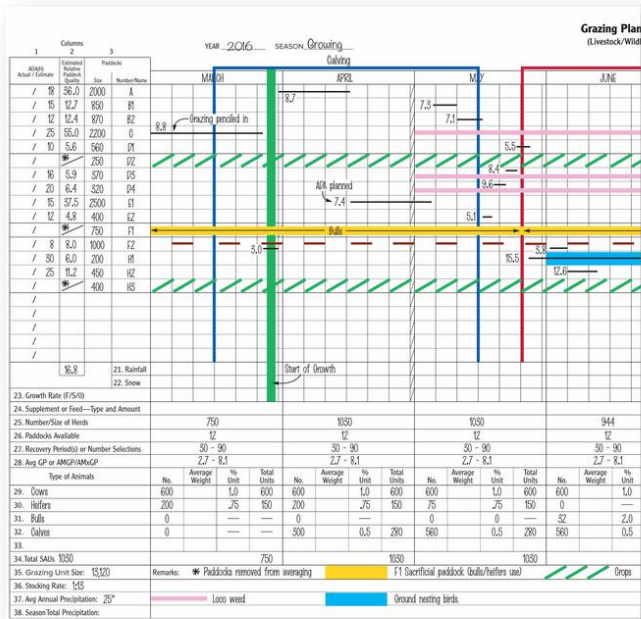 Grazing Plan
(Livestock/Wildl
YEAR 2016 SEASON Growing
Columns
1 2 3
ADA(H) Actual / Estimate
Estimated Relative Paddock Quality
Paddocks
Size Number/Name
Calving
MARCH APRIL MAY JUNE
/ 18 36.0 2000 A 8.7
/ 15 12.7 850 B1 7.3
/ 12 12.4 870 B2 Grazing penciled in 7.1
/ 25 55.0 2200 C 8.8
/ 10 5.6 560 D1 5.5
* 250 D2
/ 16 5.9 370 D3 8.4
/ 20 6.4 320 D4 ADA planned 9.6
/ 15 37.5 2500 E1 7.4
/ 12 4.8 400 E2 5.1
* 750 F1 Bulls
/ 8 8.0 1000 F2 3.0 3.8
/ 30 6.0 200 H1 15.5
/ 25 11.2 450 H2 12.6
* 400 H3
/
/
/
/
/
16.8 21. Rainfall Start of Growth
22. Snow
23. Growth Rate (F/S/0)
24. Supplement or Feed—Type and Amount
25. Number/Size of Herds 750 1030 1030 944
26. Paddocks Available 12 12 12 12
27. Recovery Period(s) or Number Selections 30 - 90 30 - 90 30 - 90 30 - 90
28. Avg GP or AMGP/AMxGP 2.7 - 8.1 2.7 - 8.1 2.7 - 8.1 2.7 - 8.1
Type of Animals No. Average Weight % Unit Total Units No. Average Weight % Unit Total Units No. Average Weight % Unit Total Units No. Average Weight % Unit
29. Cows 600 1.0 600 600 1.0 600 600 1.0 600 600 1.0
30. Heifers 200 .75 150 200 .75 150 75 .75 150 0 —
31. Bulls 0 — — 0 — — 0 — — 32 2.0
32. Calves 0 — — 300 0.5 280 560 0.5 280 560 0.5
33.
34. Total SAUs 1030 750 1030 1030
35. Grazing Unit Size: 13,120 Remarks: * Paddocks removed from averaging F1 Sacrificial paddock (bulls/heifers use) Crops
36. Stocking Rate: 1:13
37. Avg Annual Precipitation: 25" Loco weed Ground nesting birds
38. Season Total Precipitation: